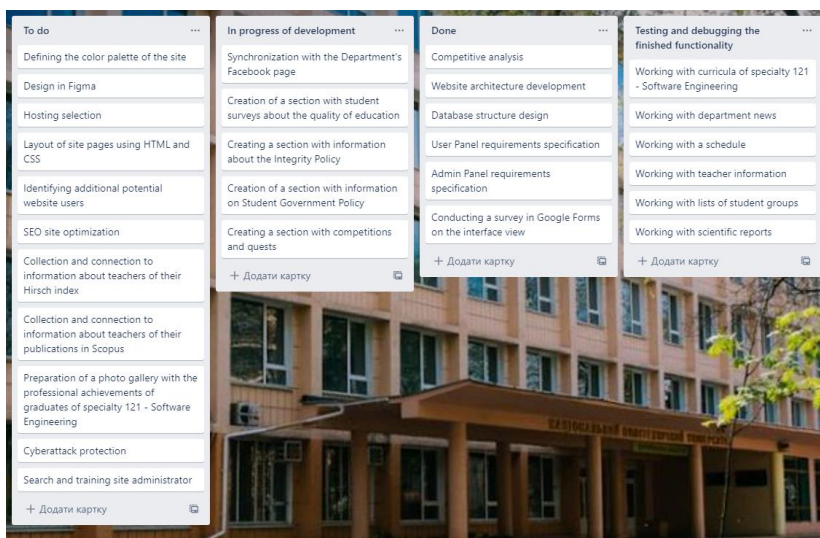 To do
Defining the color palette of the site
Design in Figma
Hosting selection
Layout of site pages using HTML and
CSS
Identifying additional potential
website users
SEO site optimization
Collection and connection to
information about teachers of their
Hirsch index
Collection and connection to
information about teachers of their
publications in Scopus
Preparation of a photo gallery with the
professional achievements of
graduates of specialty 121 - Software
Engineering
Cyberattack protection
Search and training site administrator
+ Додати картку
In progress of development
Synchronization with the Department's
Facebook page
Creation of a section with student
surveys about the quality of education
Creating a section with information
about the Integrity Policy
Creation of a section with information
on Student Government Policy
Creating a section with competitions
and quests
+ Додати картку
Done
Competitive analysis
Website architecture development
Database structure design
User Panel requirements specification
Admin Panel requirements
specification
Conducting a survey in Google Forms
on the interface view
+ Додати картку
Testing and debugging the
finished functionality
Working with curricula of specialty 121
- Software Engineering
Working with department news
Working with a schedule
Working with teacher information
Working with lists of student groups
Working with scientific reports
+ Додати картку